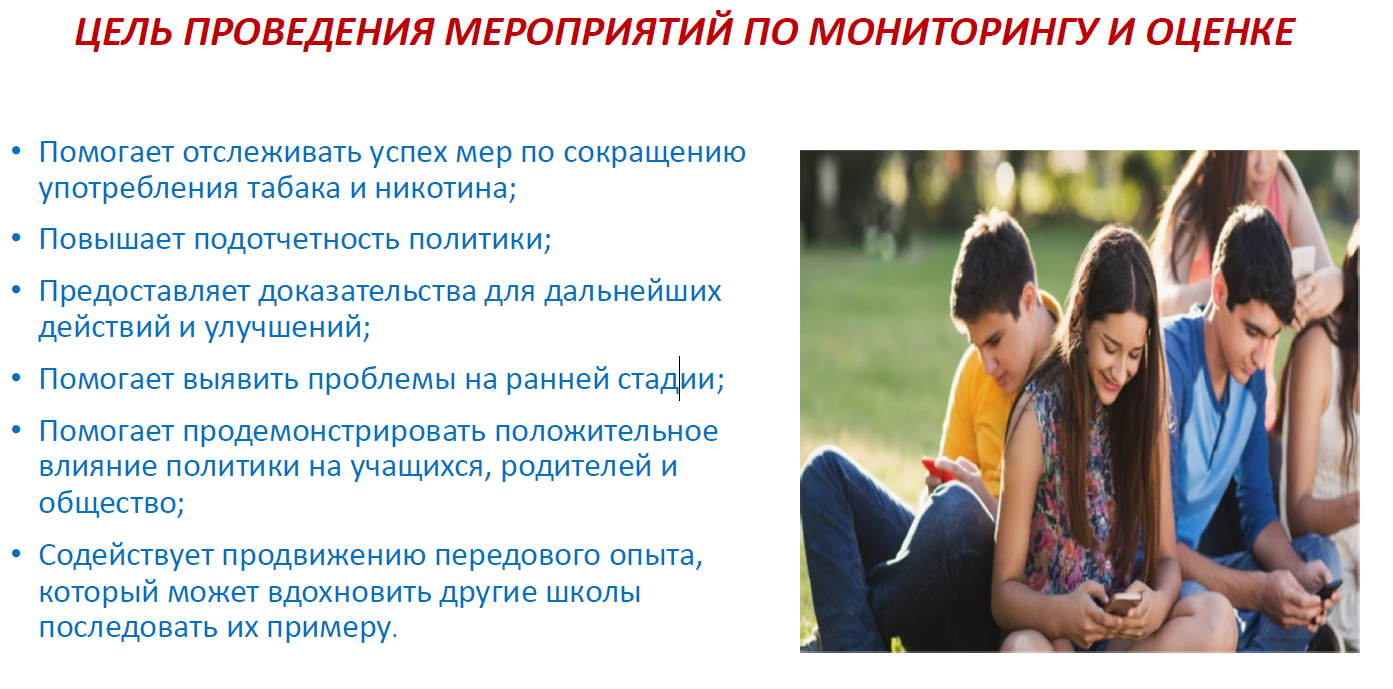 ЦЕЛЬ ПРОВЕДЕНИЯ МЕРОПРИЯТИЙ ПО МОНИТОРИНГУ И ОЦЕНКЕ
• Помогает отслеживать успех мер по сокращению
употребления табака и никотина;
• Повышает подотчетность политики;
• Предоставляет доказательства для дальнейших
действий и улучшений;
• Помогает выявить проблемы на ранней стадии;
• Помогает продемонстрировать положительное
влияние политики на учащихся, родителей и
общество;
• Содействует продвижению передового опыта,
который может вдохновить другие школы
последовать их примеру.